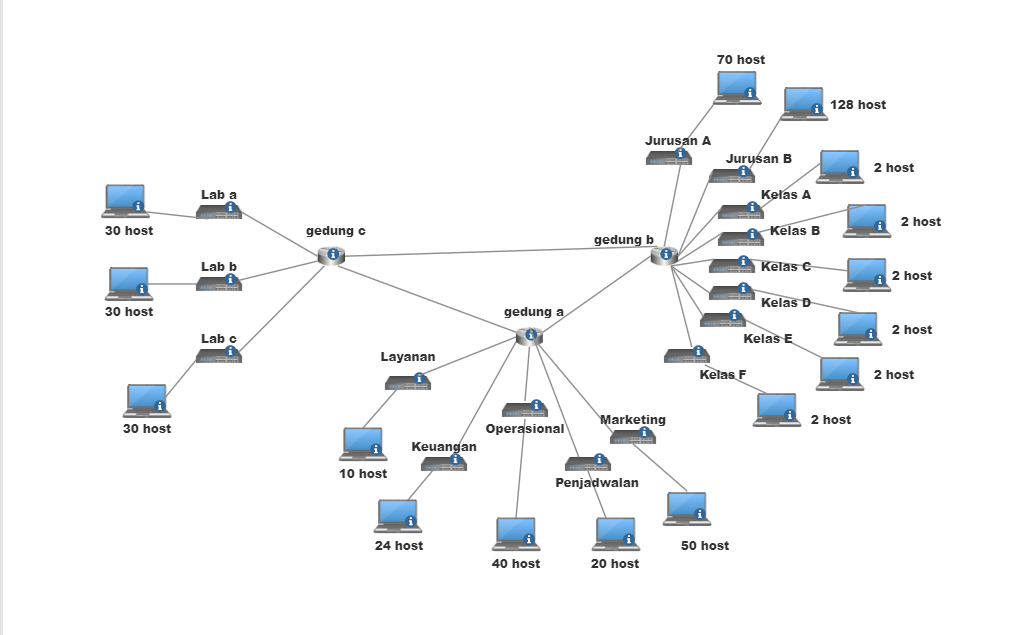 70 host
128 host
Jurusan A
Jurusan B
2 host
Kelas A
Lab a
2 host
gedung c
30 host
Kelas B
gedung b
Lab b
Kelas C
2 host
30 host
Kelas D
gedung a
2 host
Lab c
Kelas E
Layanan
Kelas F
2 host
Marketing
2 host
30 host
Operasional
Keuangan
10 host
Penjadwalan
24 host
50 host
40 host
20 host